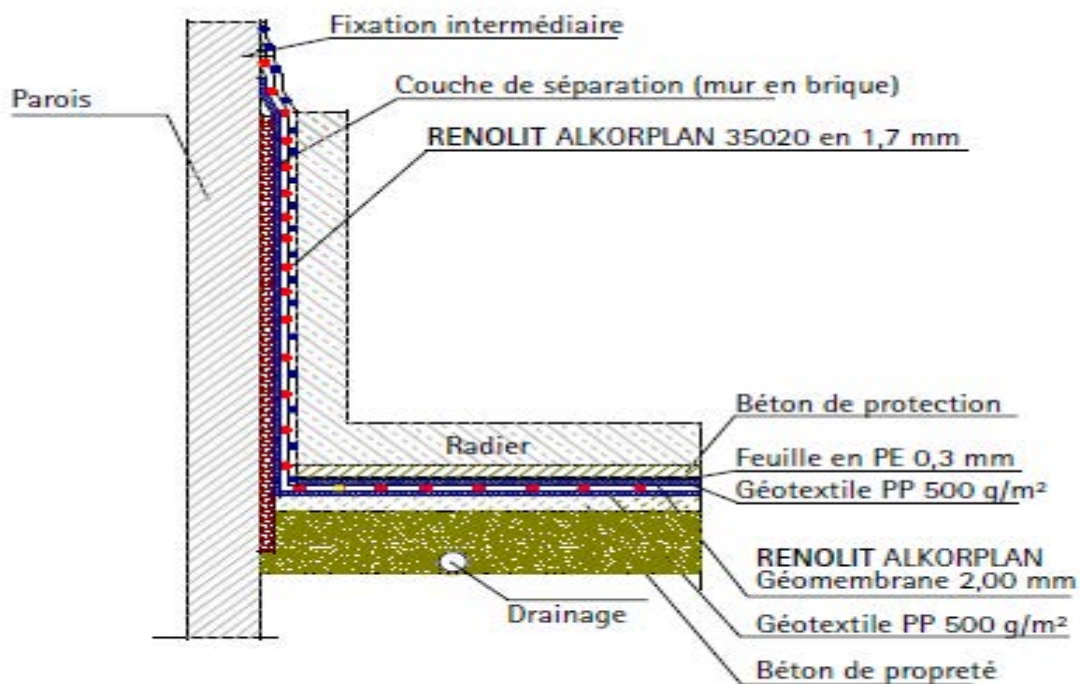 Fixation intermédiaire
Parois
Couche de séparation (mur en brique)
RENOLIT ALKORPLAN 35020 en 1,7 mm
Béton de protection
Radier
Feuille en PE 0,3 mm
Géotextile PP 500 g/m²
RENOLIT ALKORPLAN
Géomembrane 2,00 mm
Drainage
Géotextile PP 500 g/m²
Béton de propreté